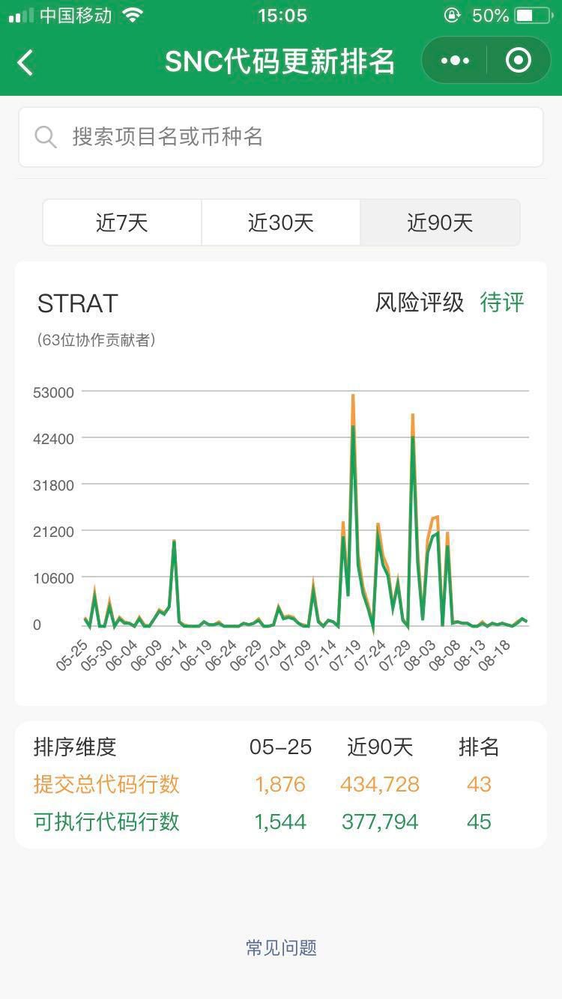 中国移动 15:05 50%
SNC代码更新排名
搜索项目名或币种名
近7天 近30天 近90天
STRAT 风险评级 待评
(63位协作贡献者)
53000
42400
31800
21200
10600
0
05-25 05-30 06-04 06-09 06-14 06-19 06-24 06-29 07-04 07-09 07-14 07-19 07-24 07-29 08-03 08-08 08-13 08-18
排序维度 05-25 近90天 排名
提交总代码行数 1,876 434,728 43
可执行代码行数 1,544 377,794 45
常见问题